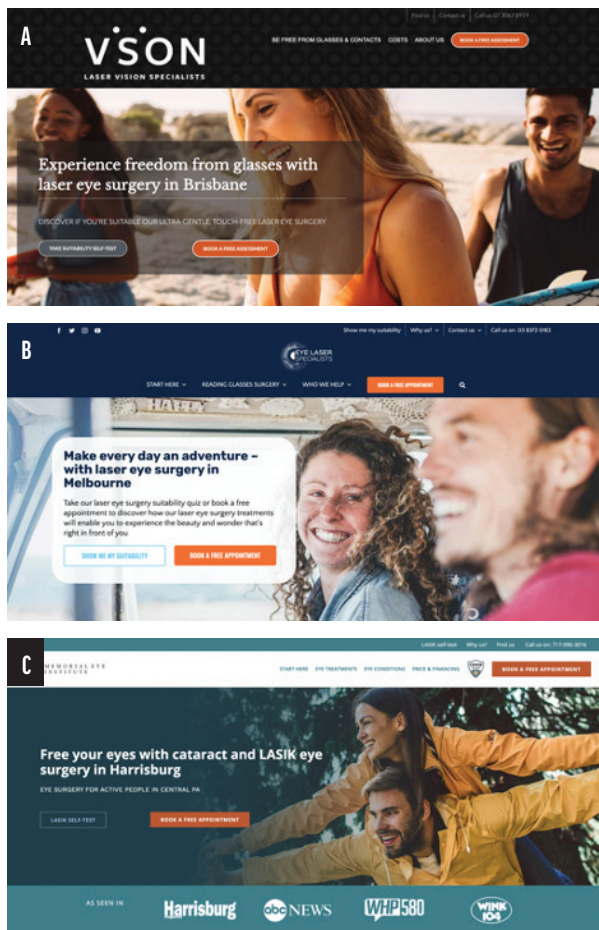 A
Find us Contact us
VSON
LASER VISION SPECIALISTS
BE FREE FROM GLASSES & CONTACTS COSTS ABOUT US BOOK A FREE ASSESSMENT
Experience freedom from glasses with
laser eye surgery in Brisbane
DISCOVER IF YOU'RE SUITABLE OUR ULTRA-GENTLE, TOUCH-FREE LASER EYE SURGERY
TAKE SUITABILITY SELF-TEST BOOK A FREE ASSESSMENT
B
Show me my suitability Why us? Contact us Call us on: 03 8372 0183
EYE LASER
SPECIALISTS
START HERE READING GLASSES SURGERY WHO WE HELP BOOK A FREE APPOINTMENT
Make every day an adventure –
with laser eye surgery in
Melbourne
Take our laser eye surgery suitability quiz or book a free
appointment to discover how our laser eye surgery treatments
will enable you to experience the beauty and wonder that's
right in front of you
SHOW ME MY SUITABILITY BOOK A FREE APPOINTMENT
C
LASIK self-test Why us? Find us Call us on: 717-996-3016
MEMORIAL EYE
INSTITUTE
START HERE EYE TREATMENTS EYE CONDITIONS PRICE & FINANCING BOOK A FREE APPOINTMENT
Free your eyes with cataract and LASIK eye
surgery in Harrisburg
EYE SURGERY FOR ACTIVE PEOPLE IN CENTRAL PA
LASIK SELF-TEST BOOK A FREE APPOINTMENT
AS SEEN IN Harrisburg abc NEWS WHP 580 WINK 104